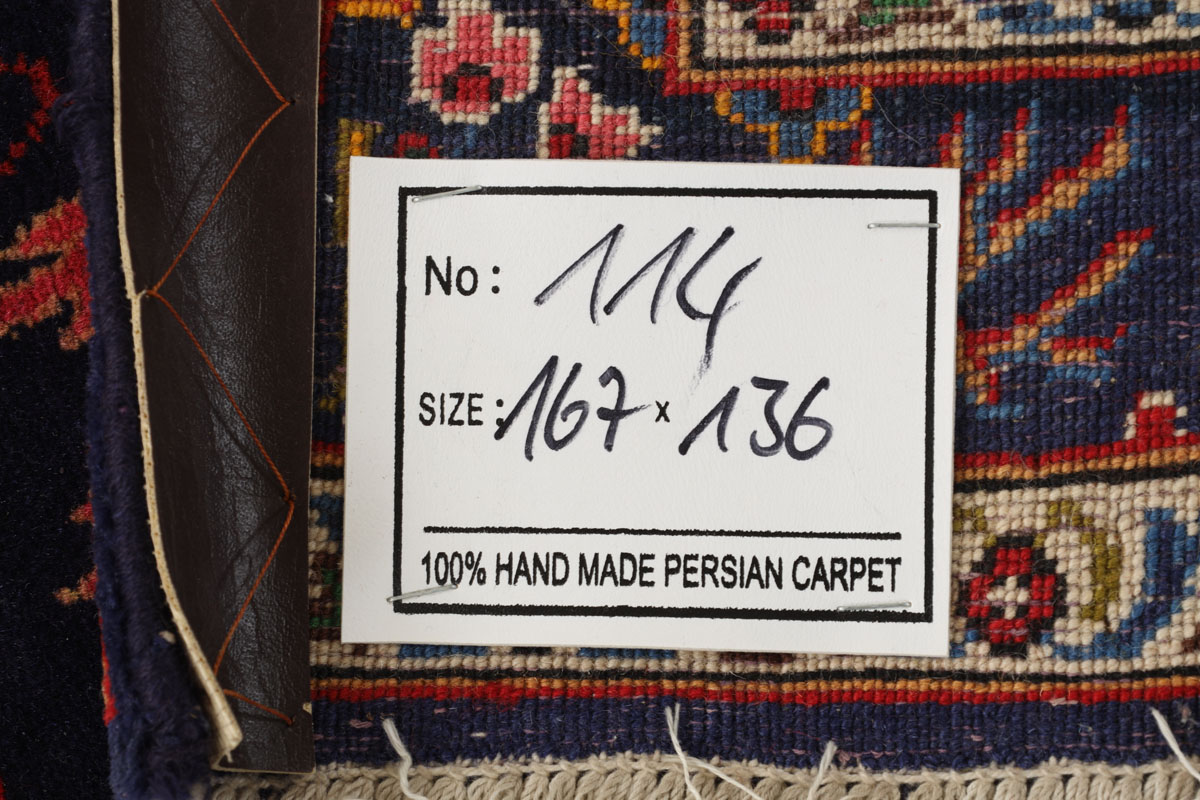 No: 114
SIZE: 167 x 136
100% HAND MADE PERSIAN CARPET